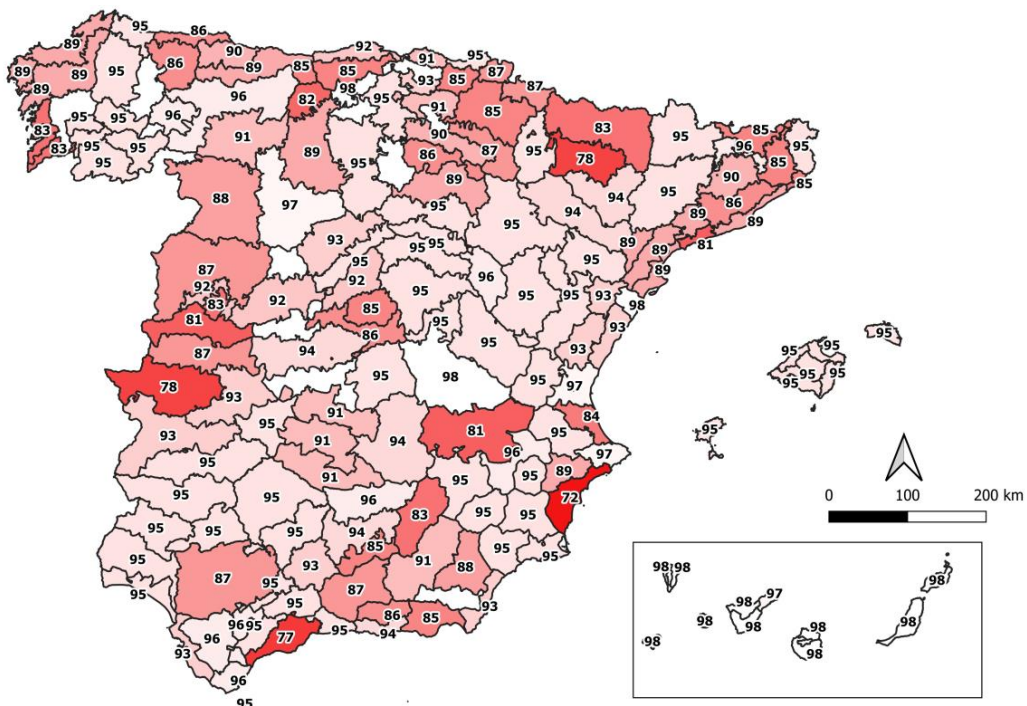 95 86
89 90 92 91 95
89 95 86 89 85 85 93 85 87
89 96 98 95 87
89 82 91 85 83
83 95 95 96 91 90 95 85
83 95 95 89 95 86 87 95 78 96 95
89 90 85
88 97 95 94 94 95 86 85
93 95 95 95 89 89 89
87 95 95 96 95 89 81
92 92 92 95 95 95 93 89
83 85 95 98
81 86 95 93 95
87 94 95 93 95 95
78 95 98 95 97 95 95 95
93 91 84 95
93 95 91 94 81 95
95 91 96 97
95 95 96 95 95 89
95 95 94 83 95 95 72
95 85 95 95
95 87 95 93 87 91 88
95 86 85 93
93 96 96 95 77 95 94
96
95
0 100 200 km
98 98 98 97 98
98 98 98 98 98
98